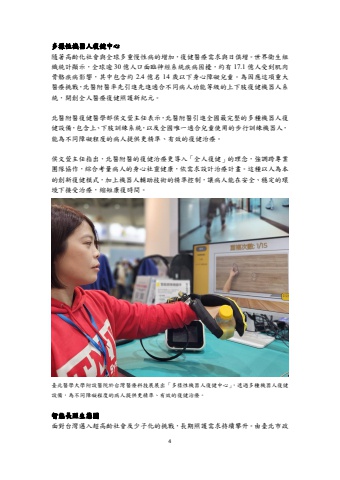 多樣性機器人復健中心
隨著高齡化社會與全球多重慢性病的增加，復健醫療需求與日俱增。世界衛生組
織統計顯示，全球逾 30 億人口面臨神經系統疾病困擾，約有 17.1 億人受到肌肉
骨骼疾病影響，其中包含約 2.4 億名 14 歲以下身心障礙兒童。為因應這項重大
醫療挑戰，北醫附醫率先引進先進適合不同病人功能等級的上下肢復健機器人系
統，開創全人醫療復健照護新紀元。
北醫附醫復健醫學部侯文萱主任表示，北醫附醫引進全國最完整的多種機器人復
健設備，包含上、下肢訓練系統，以及全國唯一適合兒童使用的步行訓練機器人，
能為不同障礙程度的病人提供更精準、有效的復健治療。
侯文萱主任指出，北醫附醫的復健治療更導入「全人復健」的理念，強調跨專業
團隊協作，綜合考量病人的身心社靈健康，依需求設計治療計畫。這種以人為本
的創新復健模式，加上機器人輔助技術的精準控制，讓病人能在安全、穩定的環
境下接受治療，縮短康復時間。
1/15
臺北醫學大學附設醫院於台灣醫療科技展展出「多樣性機器人復健中心」，透過多種機器人復健
設備，為不同障礙程度的病人提供更精準、有效的復健治療。
智能長照生態圈
面對台灣邁入超高齡社會及少子化的挑戰，長期照護需求持續攀升，由臺北市政
4